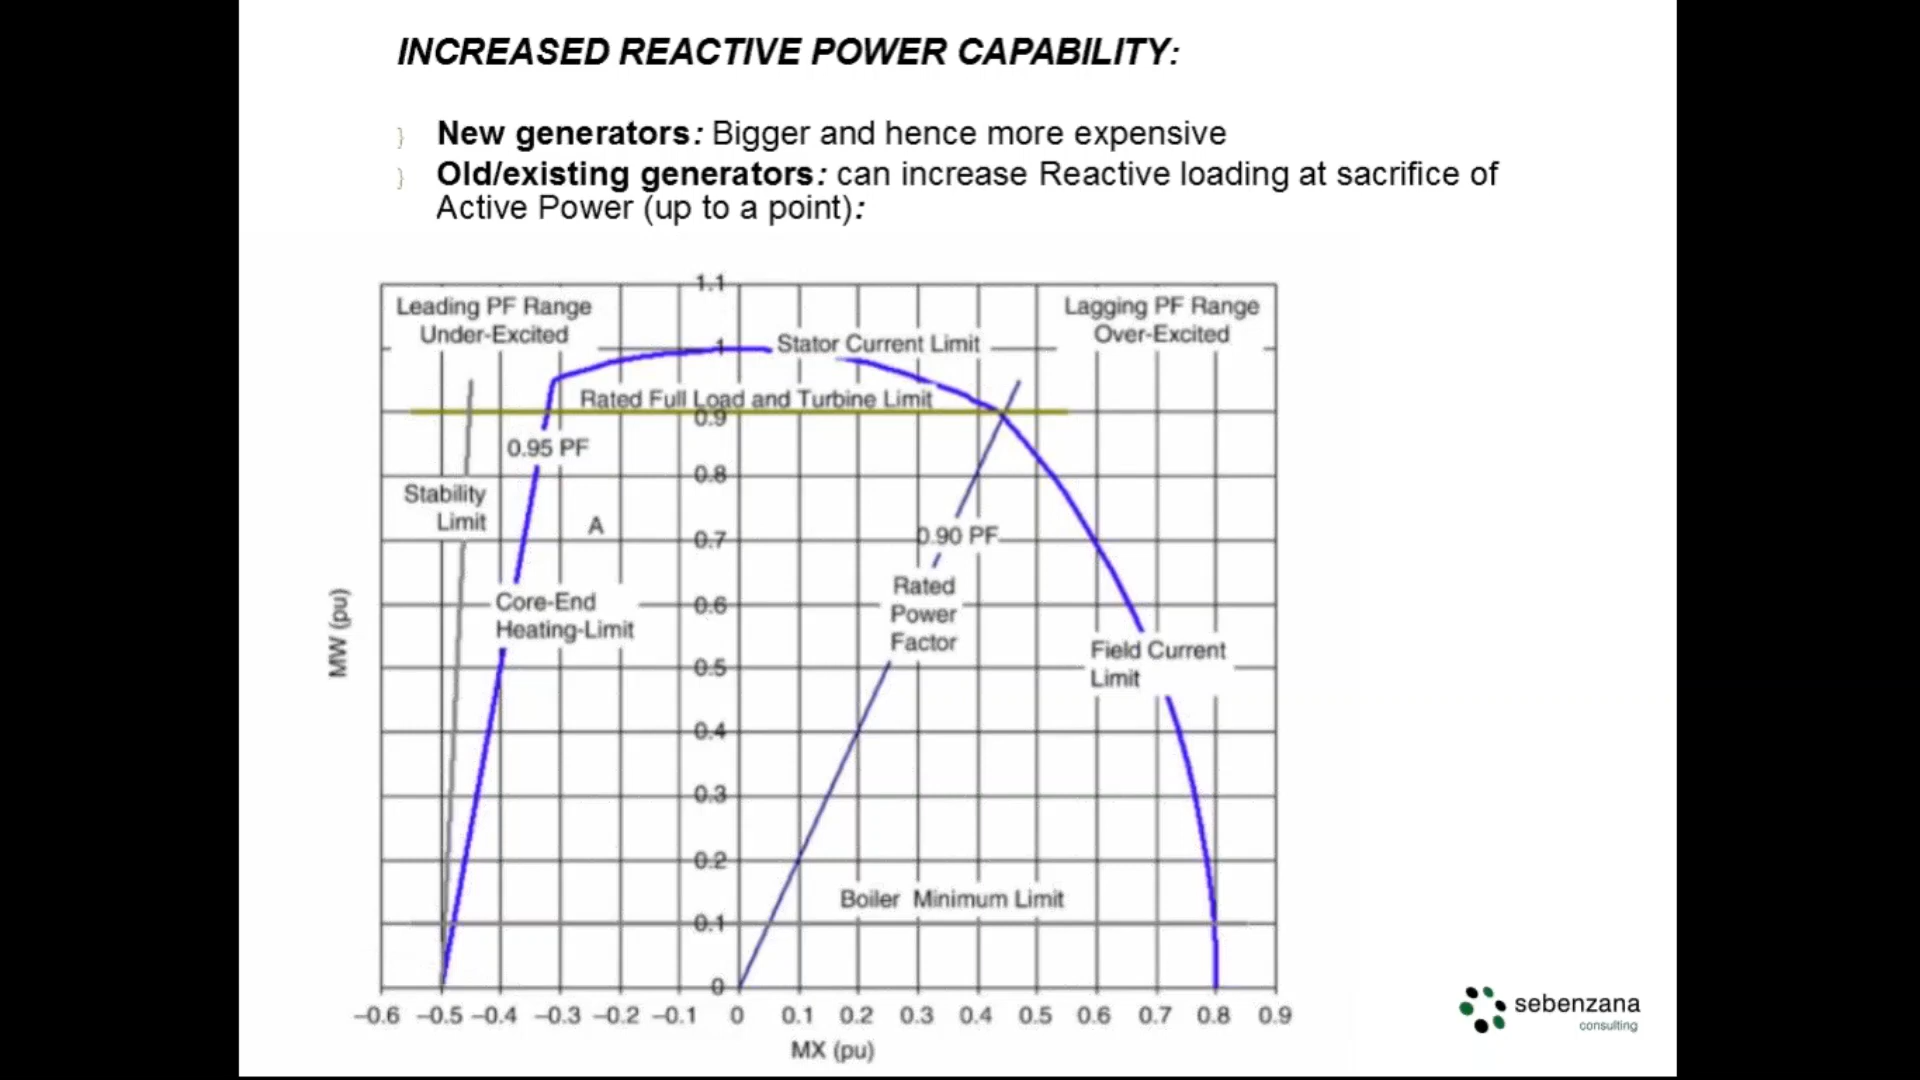 INCREASED REACTIVE POWER CAPABILITY:
} New generators: Bigger and hence more expensive
} Old/existing generators: can increase Reactive loading at sacrifice of
Active Power (up to a point):
1.1
Leading PF Range
Under-Excited
Lagging PF Range
Over-Excited
1
Stator Current Limit
Rated Full Load and Turbine Limit
0.9
0.95 PF
0.8
Stability
Limit
A
0.7
0.90 PF
Core-End
Heating-Limit
0.6
Rated
Power
Factor
MW (pu)
Field Current
Limit
0.5
0.4
0.3
0.2
Boiler Minimum Limit
0.1
0
–0.6 –0.5 –0.4 –0.3 –0.2 –0.1 0 0.1 0.2 0.3 0.4 0.5 0.6 0.7 0.8 0.9
MX (pu)
sebenzana
consulting